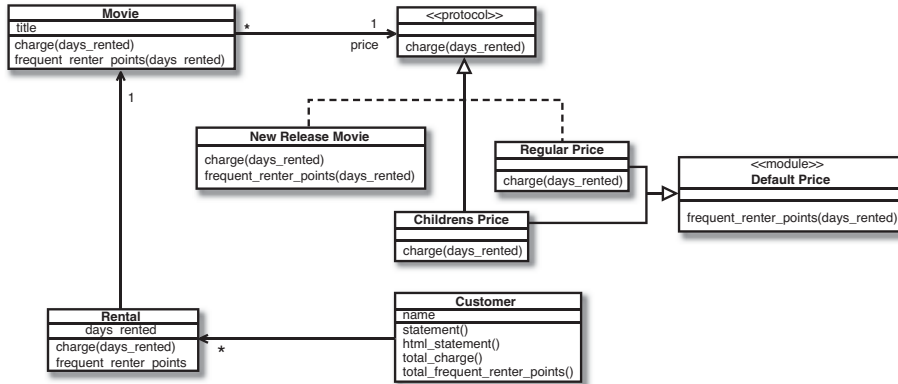 Movie
title
charge(days_rented)
frequent_renter_points(days_rented)
*
1
price
<<protocol>>
charge(days_rented)
1
New Release Movie
charge(days_rented)
frequent_renter_points(days_rented)
Regular Price
charge(days_rented)
<<module>>
Default Price
frequent_renter_points(days_rented)
Childrens Price
charge(days_rented)
Rental
days_rented
charge(days_rented)
frequent_renter_points
*
Customer
name
statement()
html_statement()
total_charge()
total_frequent_renter_points()